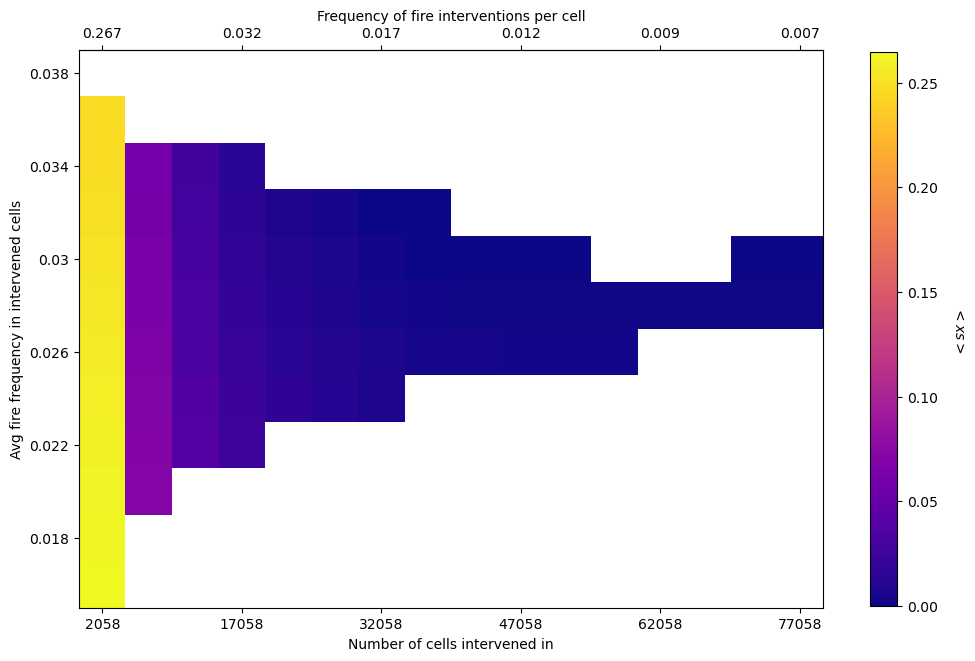 Frequency of fire interventions per cell
0.267 0.032 0.017 0.012 0.009 0.007
Avg fire frequency in intervened cells
0.038
0.034
0.03
0.026
0.022
0.018
2058 17058 32058 47058 62058 77058
Number of cells intervened in
0.25
0.20
0.15
0.10
0.05
0.00
< xs >